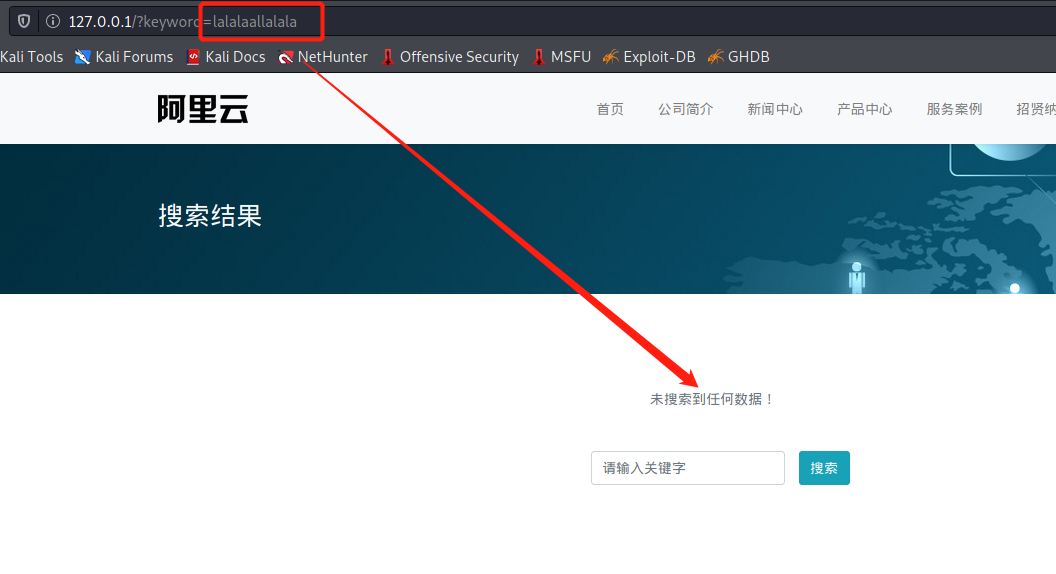 127.0.0.1/?keyword=lalalaallalala
Kali Tools Kali Forums Kali Docs NetHunter Offensive Security MSFU Exploit-DB GHDB
阿里云 首页 公司简介 新闻中心 产品中心 服务案例 招贤纳
搜索结果
未搜索到任何数据！
请输入关键字 搜索